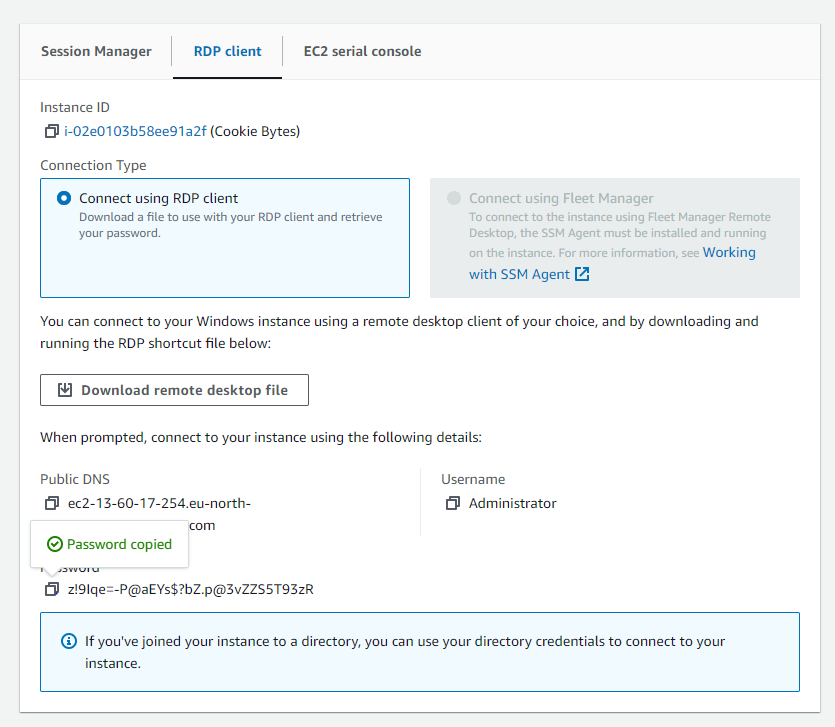 Session Manager
RDP client
EC2 serial console
Instance ID
i-02e0103b58ee91a2f (Cookie Bytes)
Connection Type
Connect using RDP client
Download a file to use with your RDP client and retrieve
your password.
Connect using Fleet Manager
To connect to the instance using Fleet Manager Remote
Desktop, the SSM Agent must be installed and running
on the instance. For more information, see Working
with SSM Agent
You can connect to your Windows instance using a remote desktop client of your choice, and by downloading and
running the RDP shortcut file below:
Download remote desktop file
When prompted, connect to your instance using the following details:
Public DNS
ec2-13-60-17-254.eu-north-
com
Username
Administrator
Password copied
Password
z!9Iqe=-P@aEYs$?bZ.p@3vZZS5T93zR
If you've joined your instance to a directory, you can use your directory credentials to connect to your
instance.